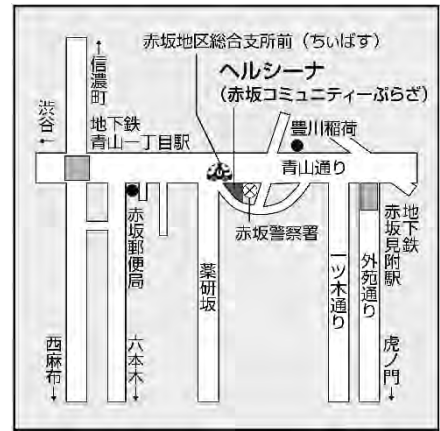 赤坂地区総合支所前（ちぃばす）
ヘルシーナ
（赤坂コミュニティーぷらざ）
↑信濃町
渋谷←
地下鉄
青山一丁目駅
豊川稲荷
青山通り
赤坂郵便局
赤坂警察署
地下鉄
赤坂見附駅
薬研坂
一ツ木通り
外苑通り
西麻布↓
六本木↓
虎ノ門↓